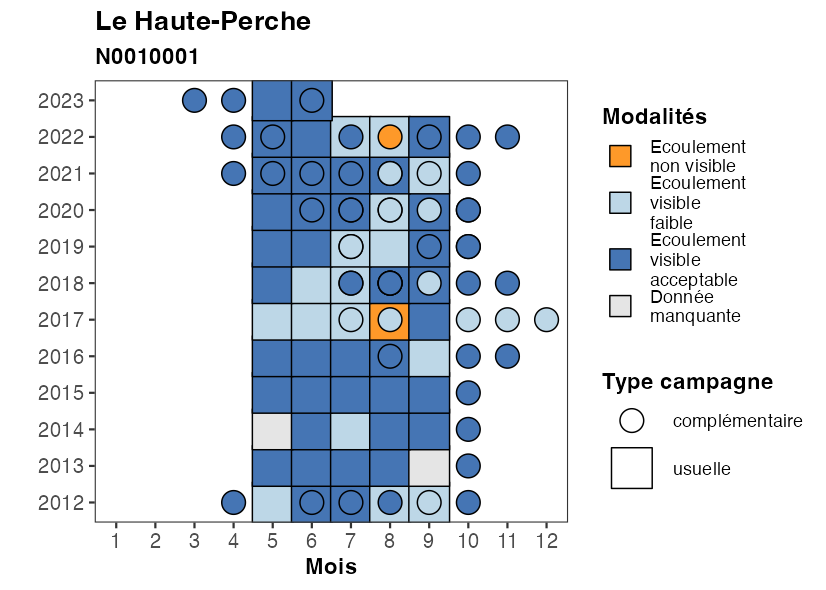 Le Haute-Perche
N0010001
2023
2022
2021
2020
2019
2018
2017
2016
2015
2014
2013
2012
1 2 3 4 5 6 7 8 9 10 11 12
Mois
Modalités
Ecoulement
non visible
Ecoulement
visible
faible
Ecoulement
visible
acceptable
Donnée
manquante
Type campagne
complémentaire
usuelle